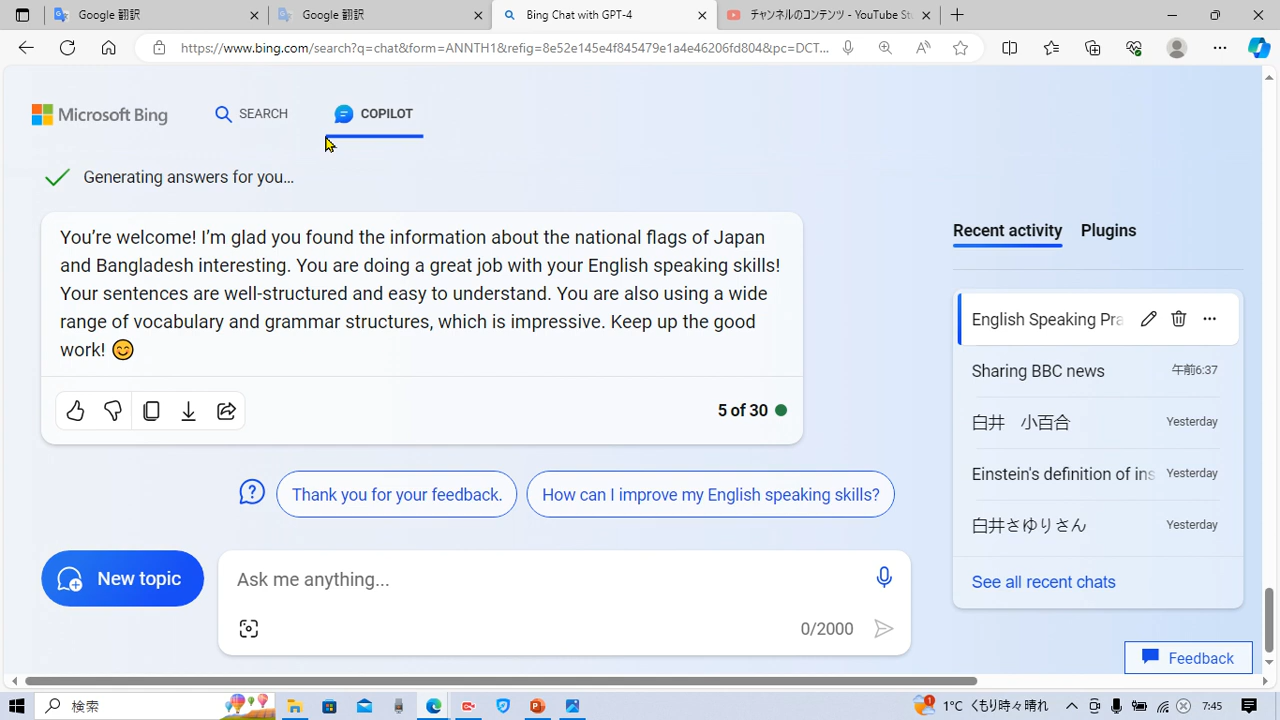 Google 翻訳
Google 翻訳
Bing Chat with GPT-4
チャンネルのコンテンツ - YouTube Stu
https://www.bing.com/search?q=chat&form=ANNTH1&refig=8e52e145e4f845479e1a4e46206fd804&pc=DCT...
Microsoft Bing
SEARCH
COPILOT
Generating answers for you...
You're welcome! I'm glad you found the information about the national flags of Japan
and Bangladesh interesting. You are doing a great job with your English speaking skills!
Your sentences are well-structured and easy to understand. You are also using a wide
range of vocabulary and grammar structures, which is impressive. Keep up the good
work! 😊
5 of 30
Thank you for your feedback.
How can I improve my English speaking skills?
New topic
Ask me anything...
0/2000
Recent activity
Plugins
English Speaking Pra
Sharing BBC news 午前6:37
白井　小百合 Yesterday
Einstein's definition of ins Yesterday
白井さゆりさん Yesterday
See all recent chats
Feedback
検索
1
1°C くもり時々晴れ
7:45